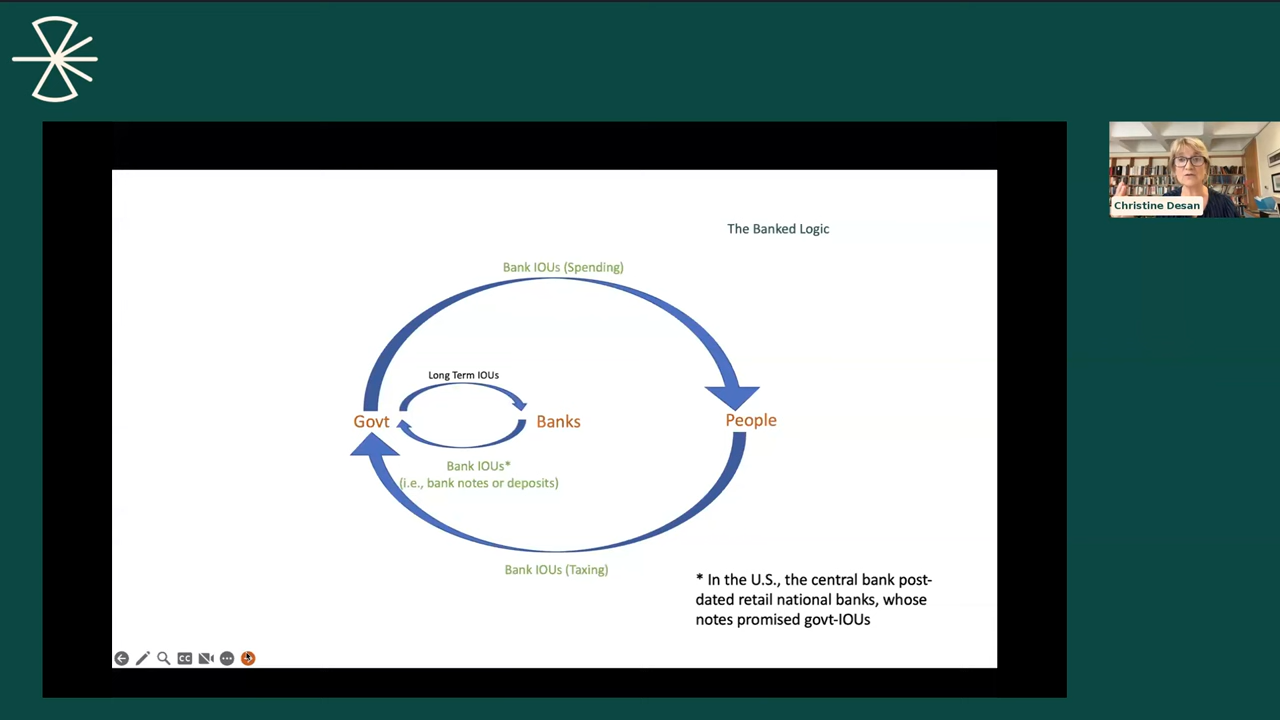 Christine Desan
The Banked Logic
Bank IOUs (Spending)
Long Term IOUs
Govt
Banks
People
Bank IOUs*
(i.e., bank notes or deposits)
Bank IOUs (Taxing)
* In the U.S., the central bank post-
dated retail national banks, whose
notes promised govt-IOUs
CC